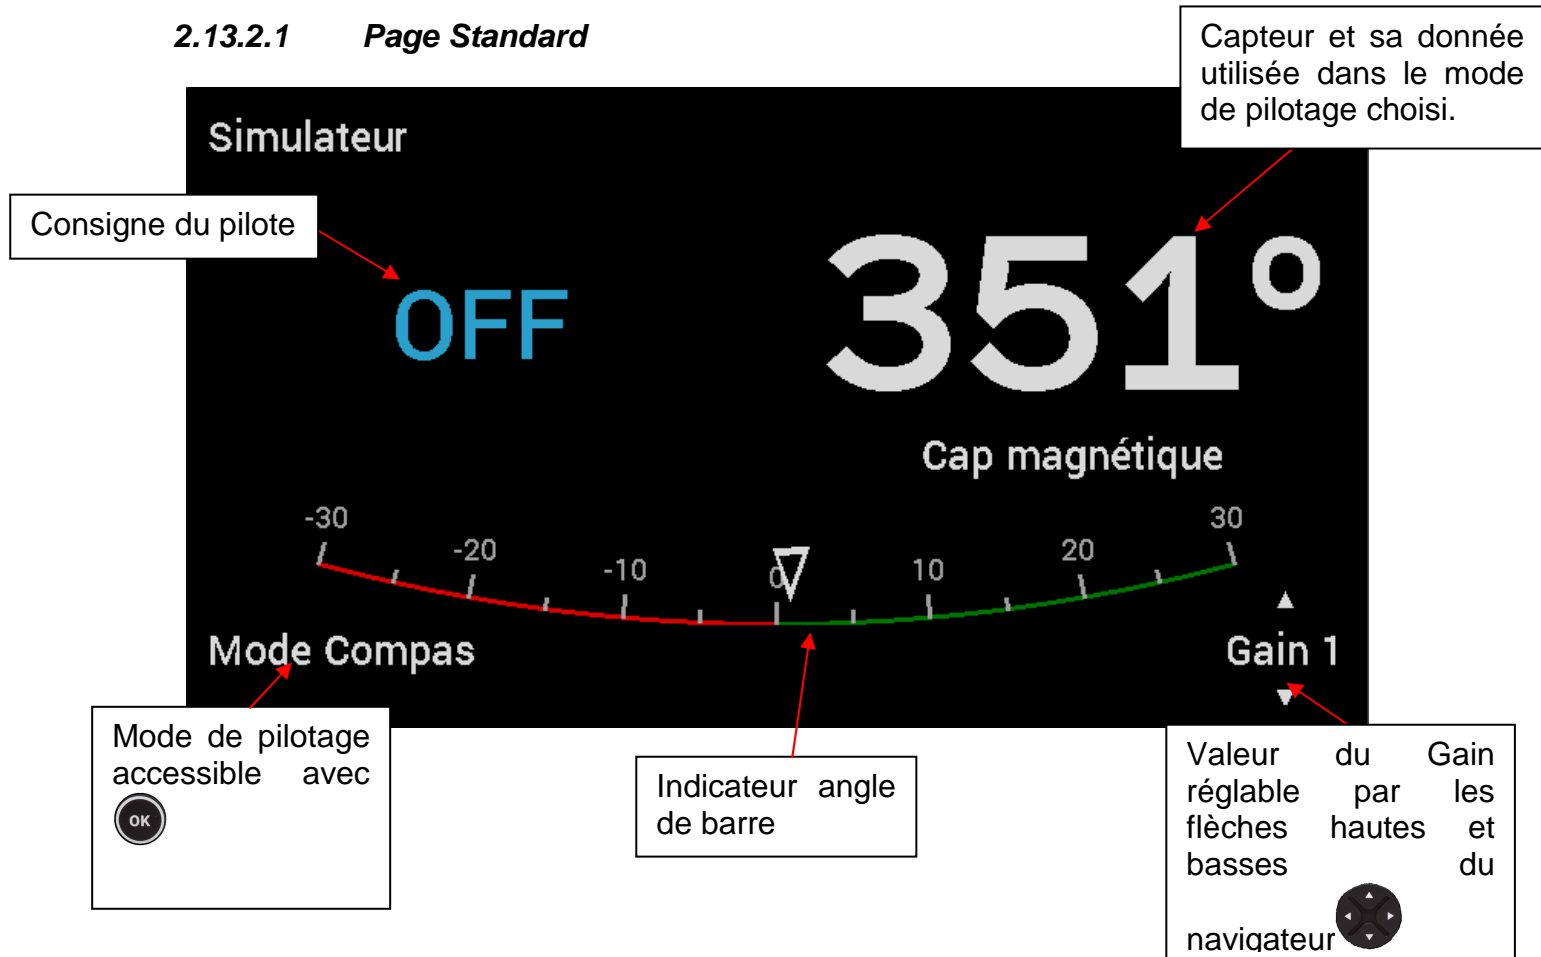 2.13.2.1 Page Standard
Capteur et sa donnée
utilisée dans le mode
de pilotage choisi.
Simulateur
Consigne du pilote
OFF
351°
Cap magnétique
-30
-20
-10
0
10
20
30
Mode Compas
Gain 1
Mode de pilotage
accessible avec
OK
Indicateur angle
de barre
Valeur du Gain
réglable par les
flèches hautes et
basses du
navigateur